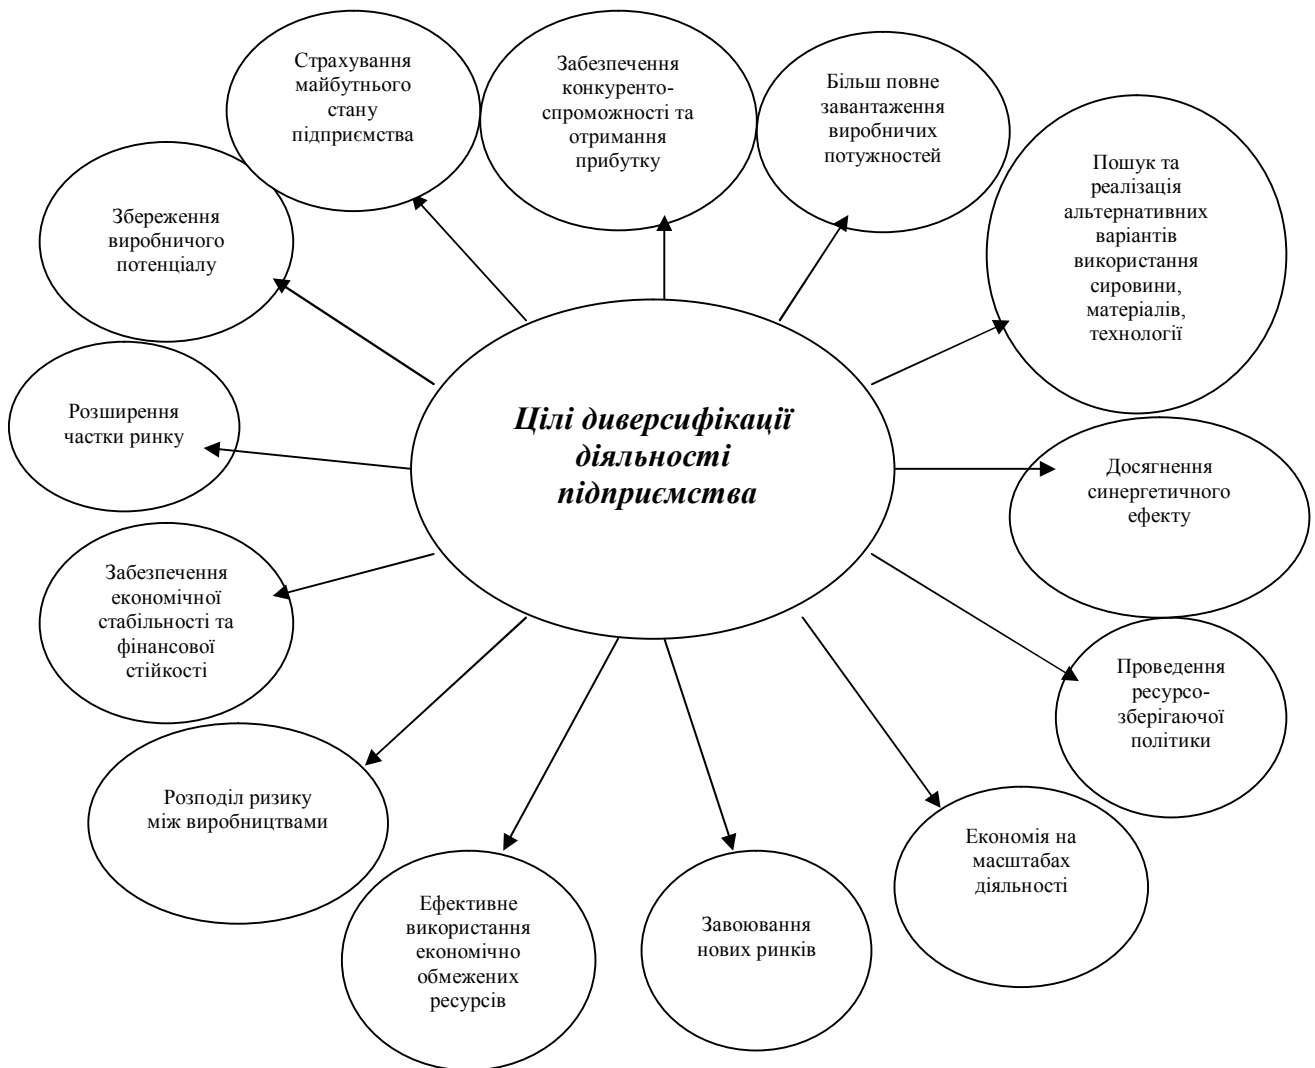 Страхування
майбутнього
стану
підприємства
Забезпечення
конкуренто-
спроможності та
отримання
прибутку
Більш повне
завантаження
виробничих
потужностей
Пошук та
реалізація
альтернативних
варіантів
використання
сировини,
матеріалів,
технології
Збереження
виробничого
потенціалу
Розширення
частки ринку
Цілі диверсифікації
діяльності
підприємства
Досягнення
синергетичного
ефекту
Забезпечення
економічної
стабільності та
фінансової
стійкості
Проведення
ресурсо-
зберігаючої
політики
Розподіл ризику
між виробництвами
Економія на
масштабах
діяльності
Ефективне
використання
економічно
обмежених
ресурсів
Завоювання
нових ринків